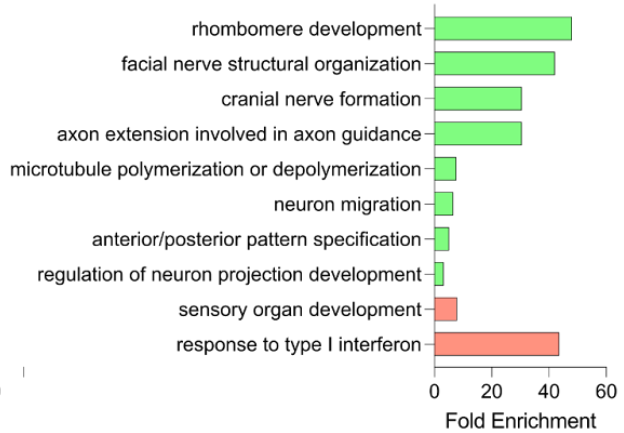 rhombomere development
facial nerve structural organization
cranial nerve formation
axon extension involved in axon guidance
microtubule polymerization or depolymerization
neuron migration
anterior/posterior pattern specification
regulation of neuron projection development
sensory organ development
response to type I interferon
0 20 40 60
Fold Enrichment